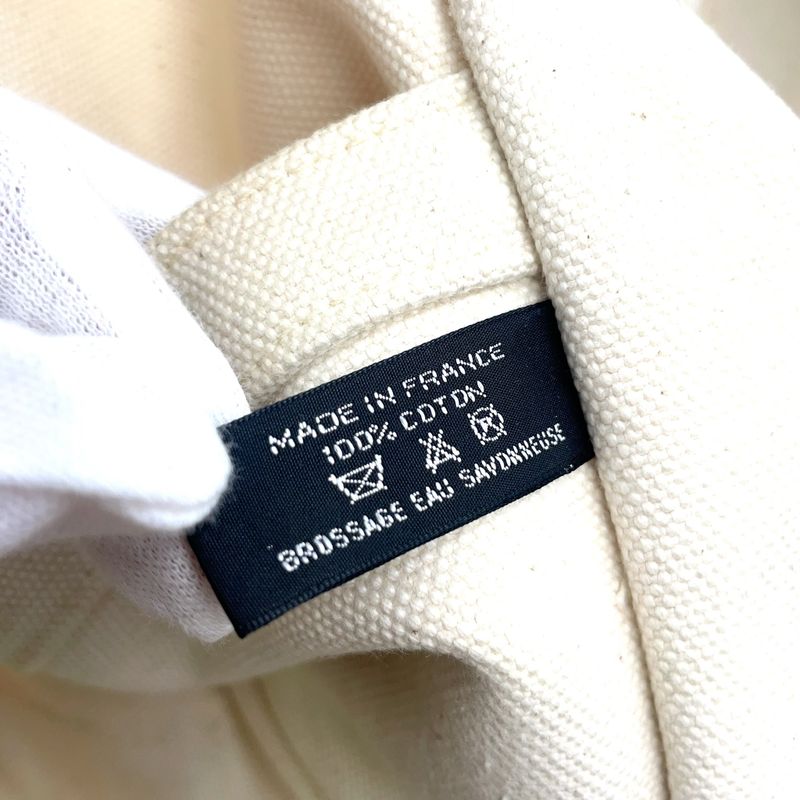 MADE IN FRANCE
100% COTON
BROSSAGE EAU SAVONNEUSE